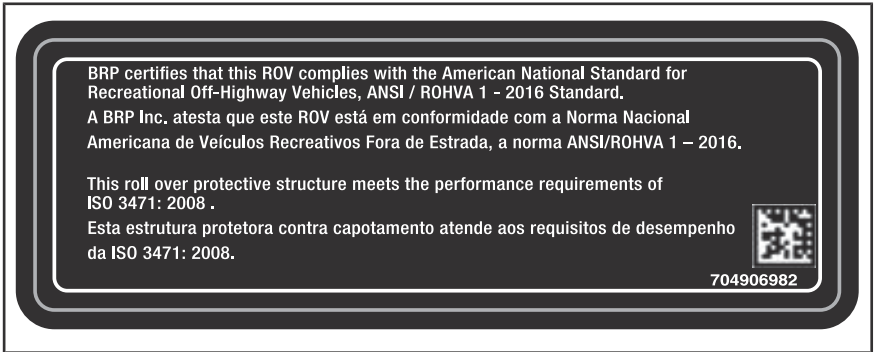 BRP certifies that this ROV complies with the American National Standard for
Recreational Off-Highway Vehicles, ANSI / ROHVA 1 - 2016 Standard.
A BRP Inc. atesta que este ROV está em conformidade com a Norma Nacional
Americana de Veículos Recreativos Fora de Estrada, a norma ANSI/ROHVA 1 – 2016.
This roll over protective structure meets the performance requirements of
ISO 3471: 2008 .
Esta estrutura protetora contra capotamento atende aos requisitos de desempenho
da ISO 3471: 2008.
704906982